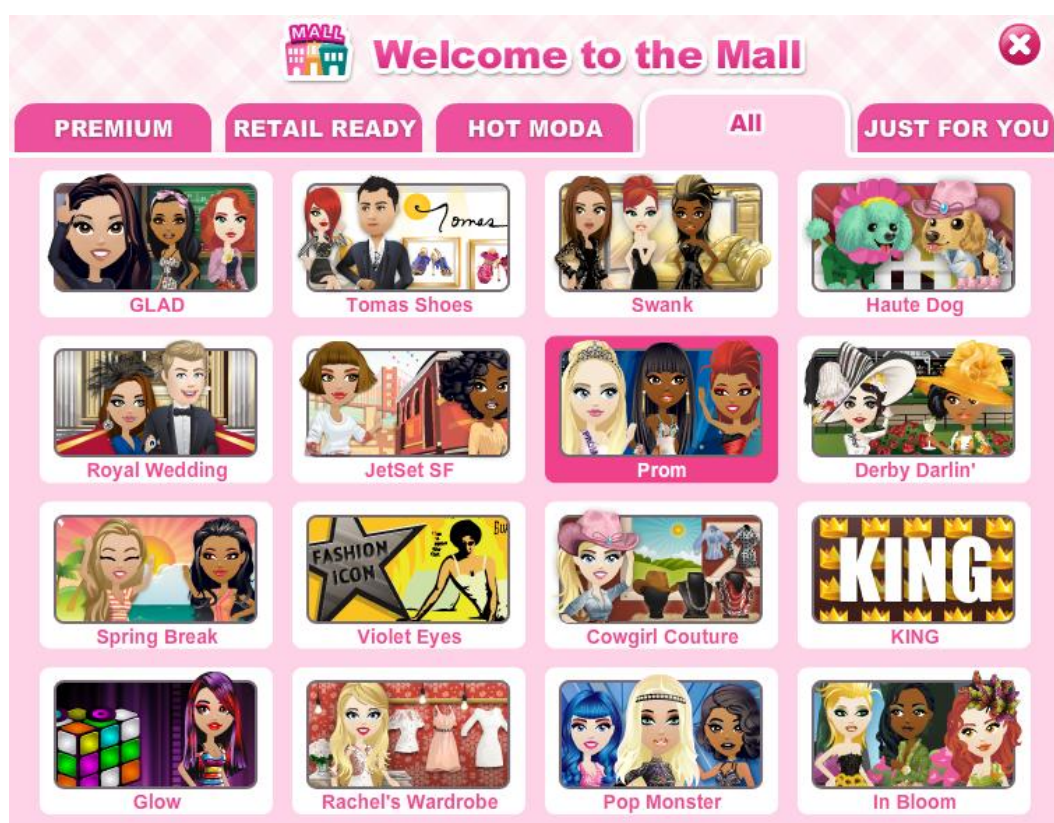 MALL
Welcome to the Mall
PREMIUM
RETAIL READY
HOT MODA
All
JUST FOR YOU
GLAD
Tomas
Tomas Shoes
Swank
Haute Dog
Royal Wedding
JetSet SF
Prom
Derby Darlin'
FASHION
ICON
KING
Spring Break
Violet Eyes
Cowgirl Couture
KING
Glow
Rachel's Wardrobe
Pop Monster
In Bloom